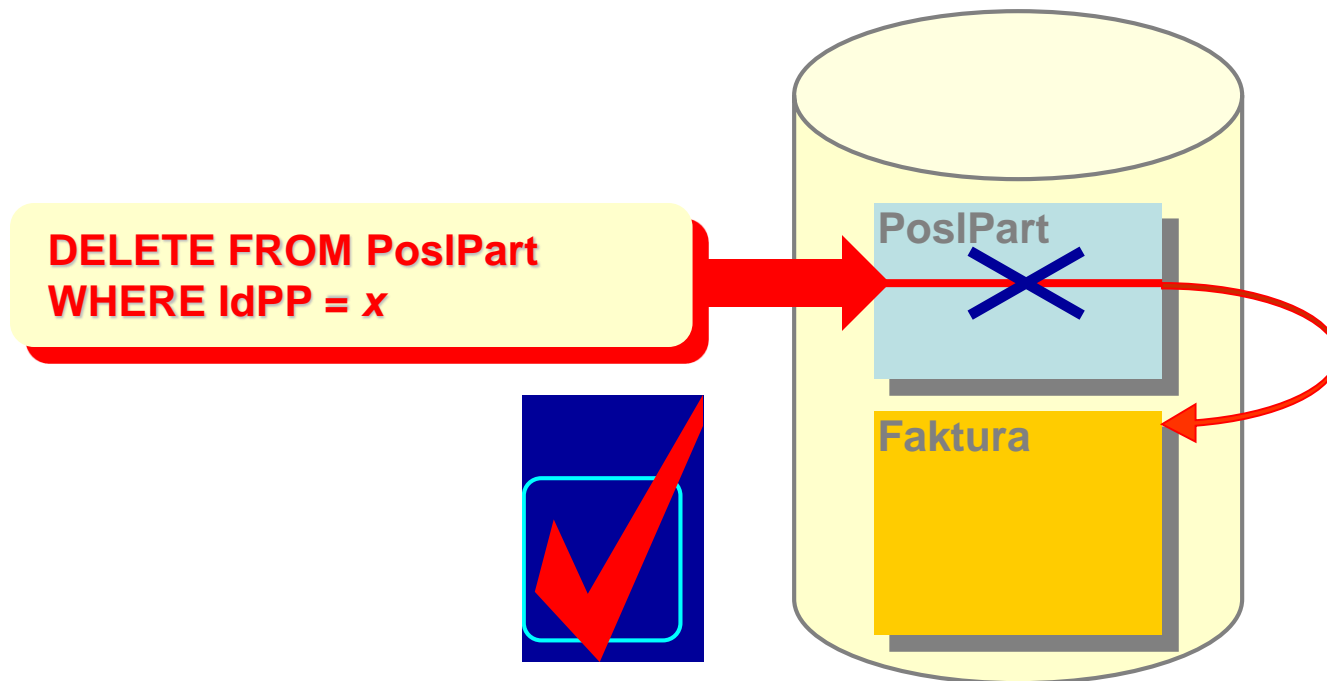 DELETE FROM PoslPart
WHERE IdPP = x
PoslPart
Faktura